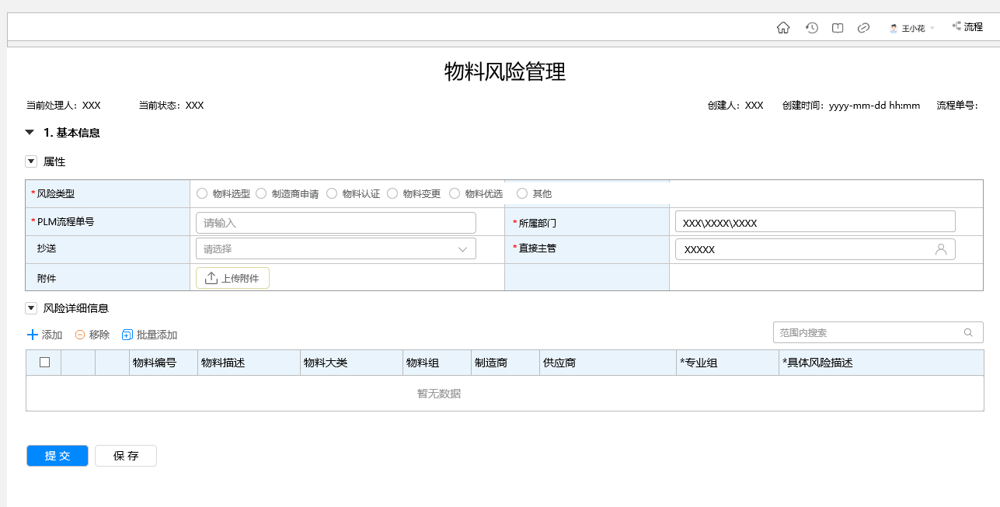 王小花 流程
物料风险管理
当前处理人：XXX 当前状态：XXX 创建人：XXX 创建时间：yyyy-mm-dd hh:mm 流程单号:
1. 基本信息
属性
*风险类型 物料选型 制造商申请 物料认证 物料变更 物料优选 其他
*PLM流程单号 请输入 *所属部门 XXX\XXXX\XXXX
抄送 请选择 *直接主管 XXXXX
附件 上传附件
风险详细信息
添加 移除 批量添加 范围内搜索
物料编号 物料描述 物料大类 物料组 制造商 供应商 *专业组 *具体风险描述
暂无数据
提 交 保 存